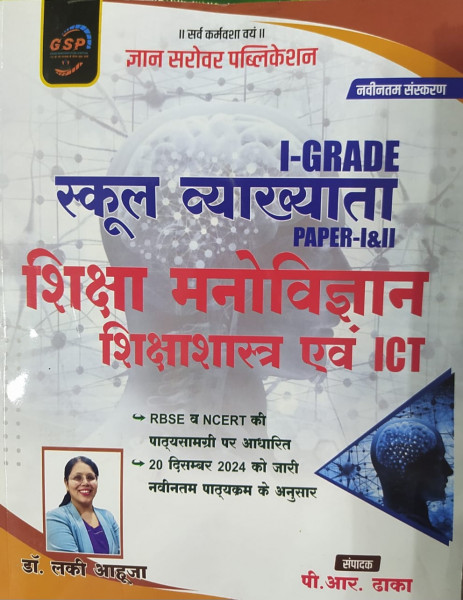 ॥ सर्व कर्मवशा वयं ॥
GSP
ज्ञान सरोवर पब्लिकेशन
नवीनतम संस्करण
I-GRADE
स्कूल व्याख्याता
PAPER-I&II
शिक्षा मनोविज्ञान
शिक्षाशास्त्र एवं ICT
RBSE व NCERT की
पाठ्यसामग्री पर आधारित
20 दिसम्बर 2024 को जारी
नवीनतम पाठ्यक्रम के अनुसार
डॉ. लकी आहूजा
संपादक
पी.आर. ढाका